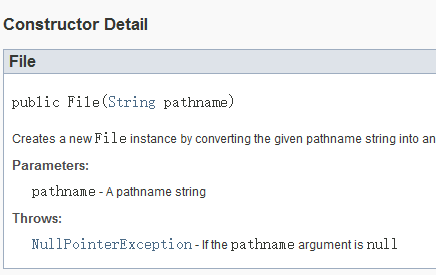 Constructor Detail
File
public File(String pathname)
Creates a new File instance by converting the given pathname string into an
Parameters:
pathname - A pathname string
Throws:
NullPointerException - If the pathname argument is null